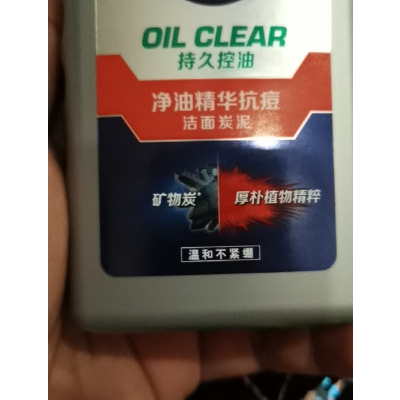 OIL CLEAR
持久控油
净油精华抗痘
洁面炭泥
矿物炭* 厚朴植物精粹
温和不紧绷